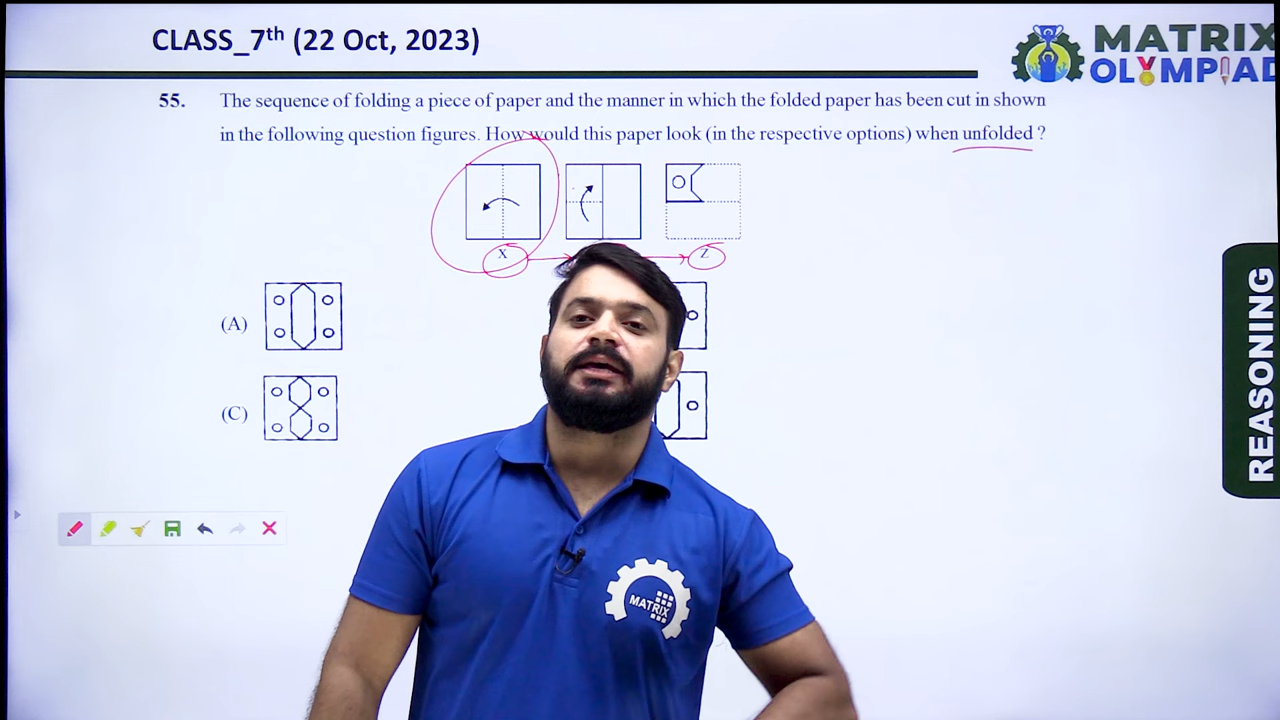 CLASS_7th (22 Oct, 2023)
MATRIX
OLYMPIAD
55. The sequence of folding a piece of paper and the manner in which the folded paper has been cut in shown
in the following question figures. How would this paper look (in the respective options) when unfolded ?
X
Z
(A)
(C)
REASONING
MATRIX